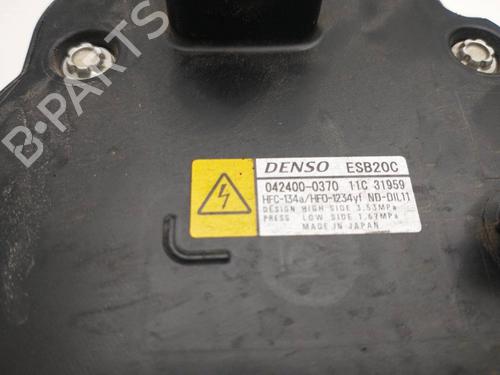 B-PARTS
DENSO ESB20C
042400-0370 11C 31959
HFC-134a/HFO-1234yf ND-OIL11
DESIGN HIGH SIDE 3.53MPa
PRESS LOW SIDE 1.67MPa
MADE IN JAPAN